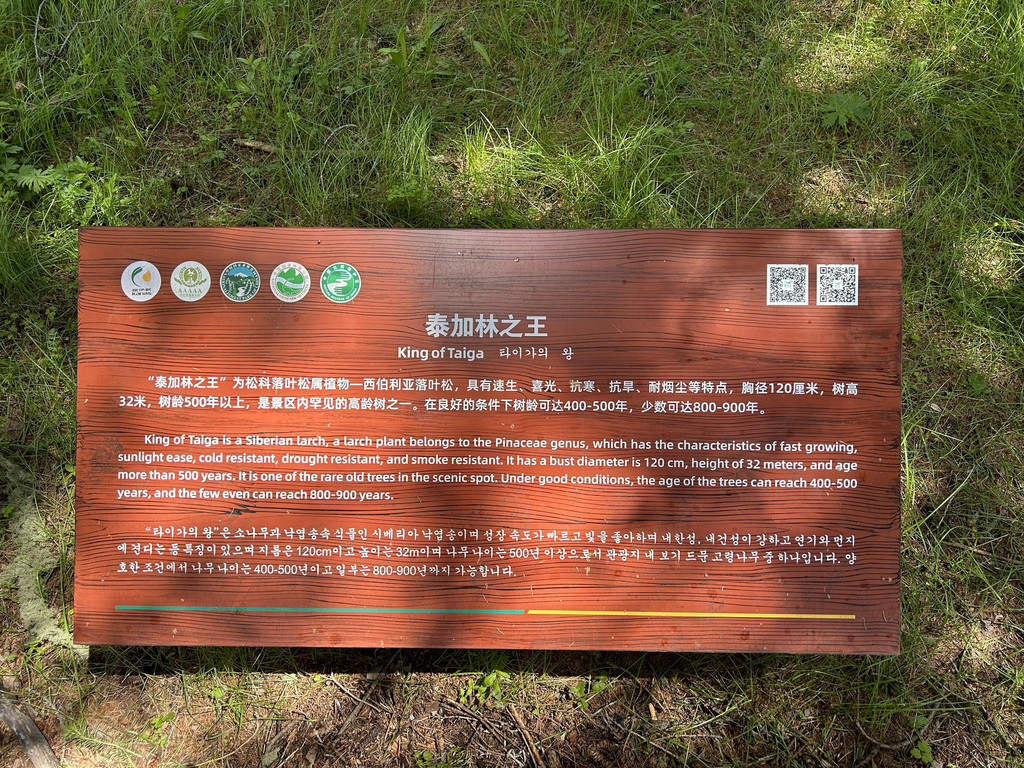 泰加林之王
King of Taiga 타이가의 왕
“泰加林之王”为松科落叶松属植物—西伯利亚落叶松，具有速生、喜光、抗寒、抗旱、耐烟尘等特点，胸径120厘米，树高
32米，树龄500年以上，是景区内罕见的高龄树之一。在良好的条件下树龄可达400-500年，少数可达800-900年。
King of Taiga is a Siberian larch, a larch plant belongs to the Pinaceae genus, which has the characteristics of fast growing,
sunlight ease, cold resistant, drought resistant, and smoke resistant. It has a bust diameter is 120 cm, height of 32 meters, and age
more than 500 years. It is one of the rare old trees in the scenic spot. Under good conditions, the age of the trees can reach 400-500
years, and the few even can reach 800-900 years.
“타이가의 왕”은 소나무과 낙엽송속 식물인 시베리아 낙엽송이며 성장 속도가 빠르고 빛을 좋아하며 내한성, 내건성이 강하고 연기와 먼지
에 견디는 등 특징이 있으며 지름은 120cm이고 높이는 32m이며 나무 나이는 500년 이상으로서 관광지 내 보기 드문 고령나무 중 하나입니다. 양
호한 조건에서 나무 나이는 400-500년이고 일부는 800-900년까지 가능합니다.